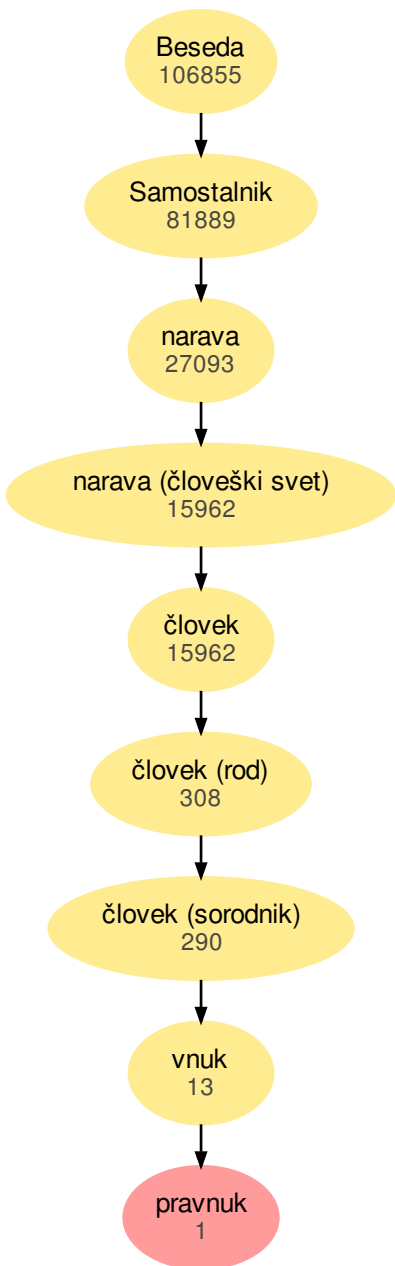 Beseda
106855
Samostalnik
81889
narava
27093
narava (človeški svet)
15962
človek
15962
človek (rod)
308
človek (sorodnik)
290
vnuk
13
pravnuk
1